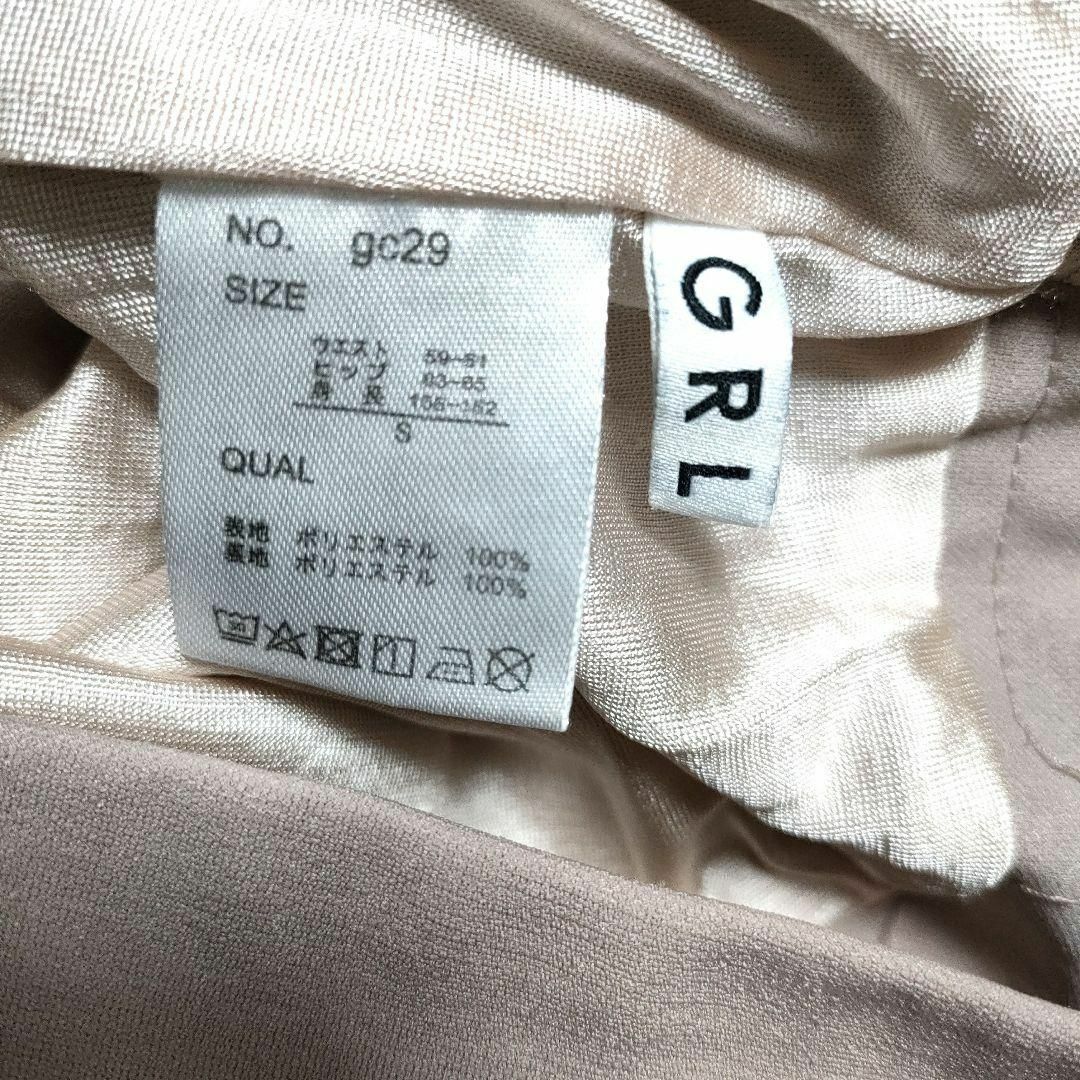 NO. gc29
SIZE
ウエスト 59~61
ヒップ 83~85
身 長 156~162
S
QUAL
表地 ポリエステル 100%
裏地 ポリエステル 100%
30
GRL